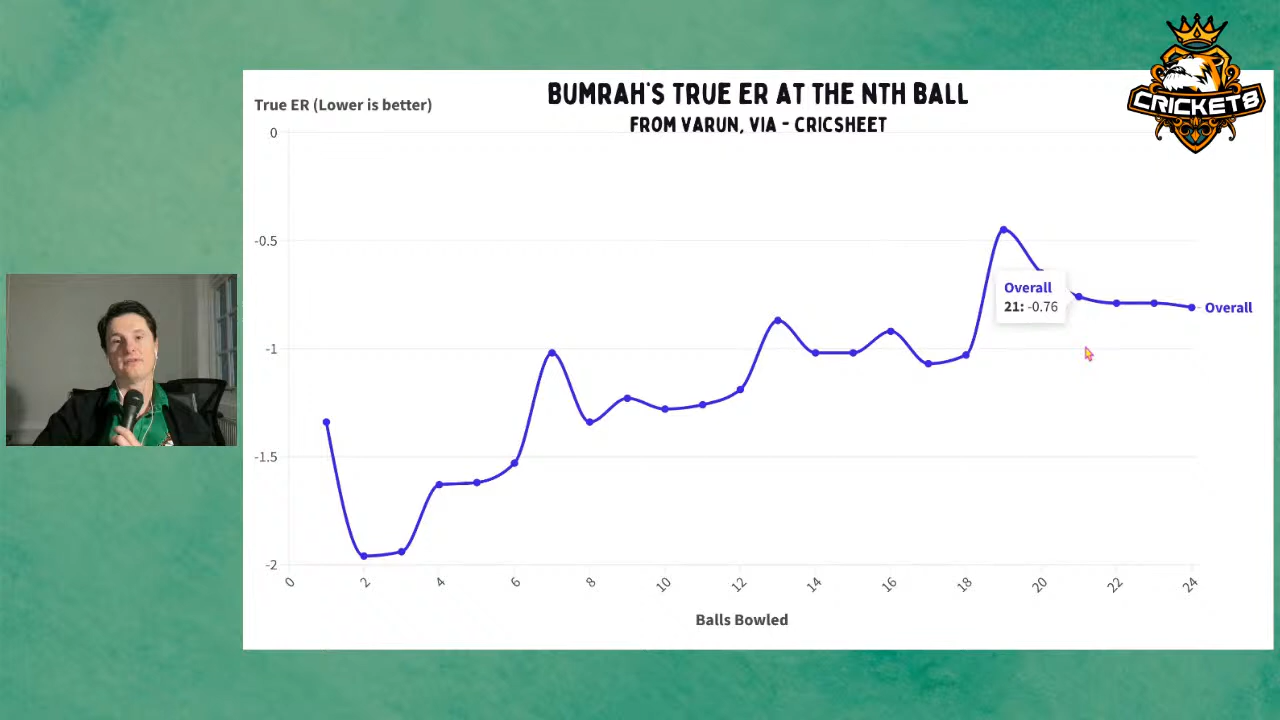 BUMRAH'S TRUE ER AT THE NTH BALL
FROM VARUN, VIA - CRICSHEET
CRICKET8
True ER (Lower is better)
0
-0.5
-1
-1.5
-2
Overall
21: -0.76
Overall
0 2 4 6 8 10 12 14 16 18 20 22 24
Balls Bowled